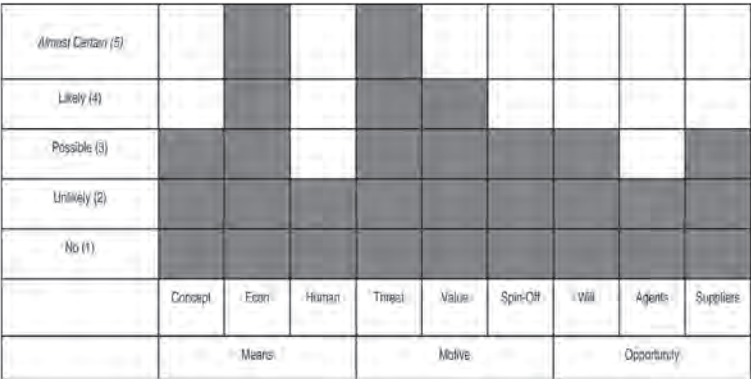 Almost Certain (5)
Likely (4)
Possible (3)
Unlikely (2)
No (1)
Concept Econ Human Threat Value Spin-Off Will Agents Suppliers
Means Motive Opportunity